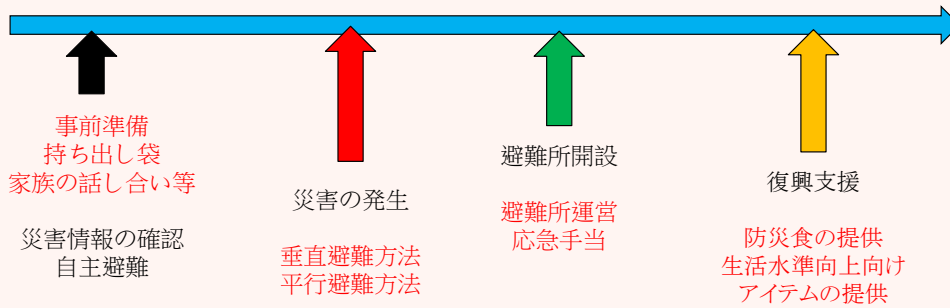 事前準備
持ち出し袋
家族の話し合い等
災害情報の確認
自主避難
災害の発生
垂直避難方法
平行避難方法
避難所開設
避難所運営
応急手当
復興支援
防災食の提供
生活水準向上向け
アイテムの提供